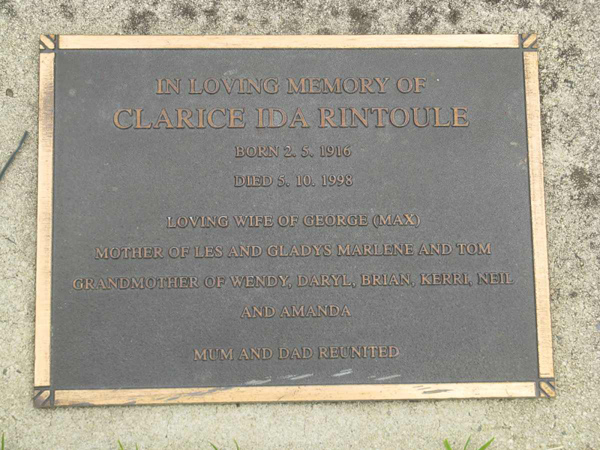 IN LOVING MEMORY OF
CLARICE IDA RINTOULE
BORN 2. 5. 1916
DIED 5. 10. 1998
LOVING WIFE OF GEORGE (MAX)
MOTHER OF LES AND GLADYS MARLENE AND TOM
GRANDMOTHER OF WENDY, DARYL, BRIAN, KERRI, NEIL
AND AMANDA
MUM AND DAD REUNITED